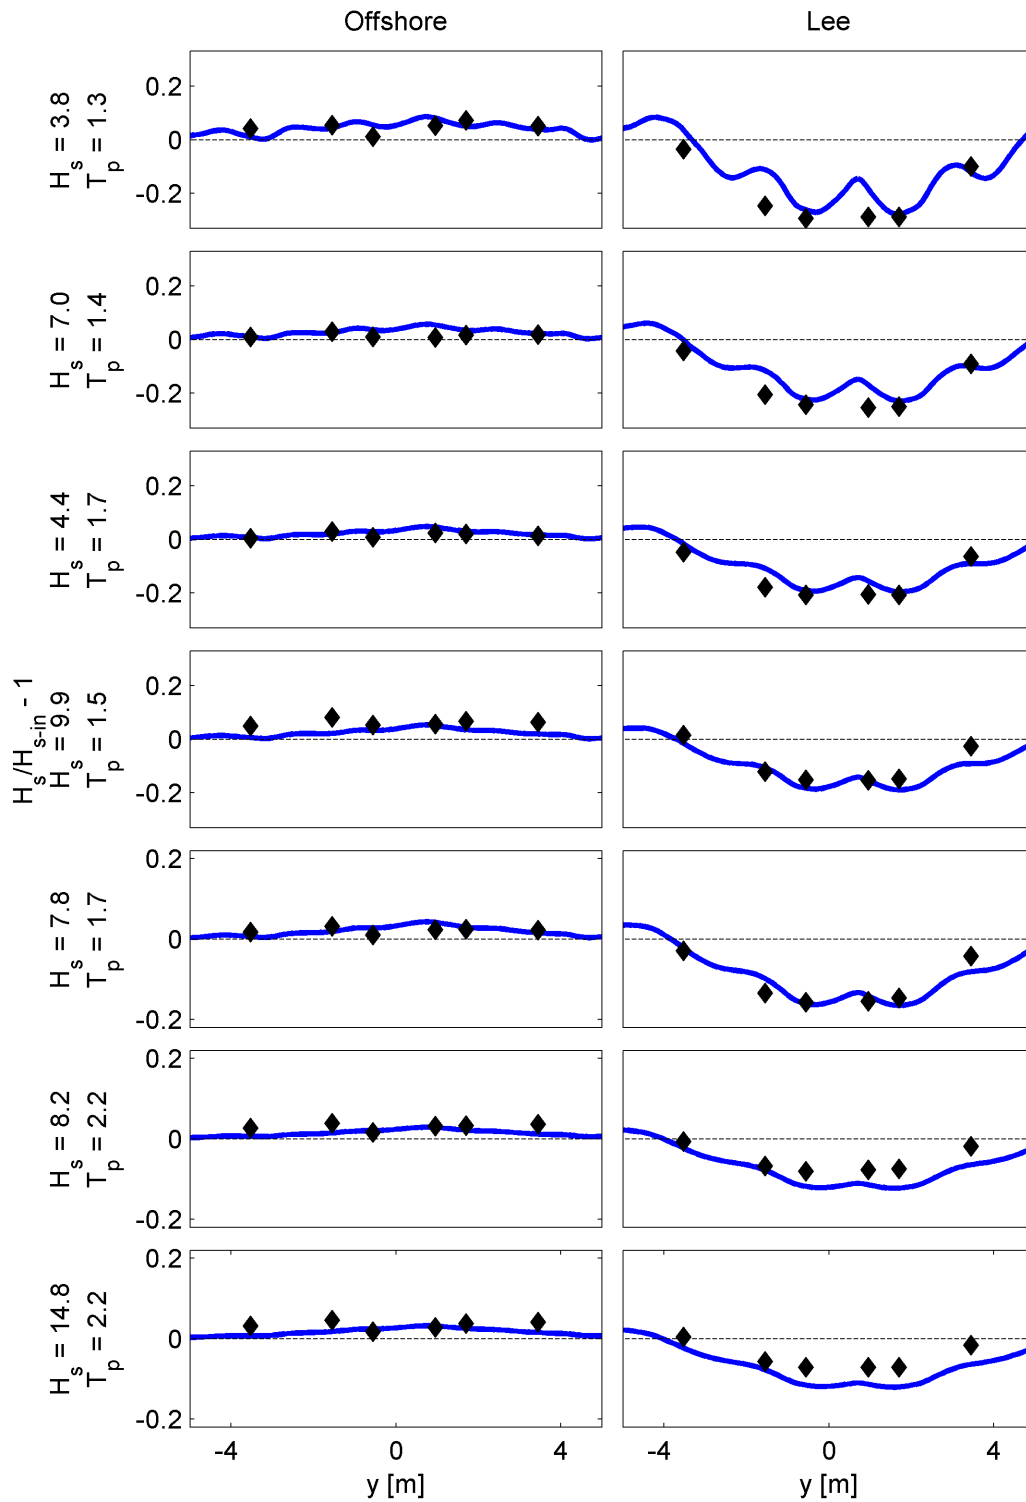 Offshore Lee
H_s = 3.8
T_p = 1.3
0.2
0
-0.2
H_s = 7.0
T_p = 1.4
0.2
0
-0.2
H_s = 4.4
T_p = 1.7
0.2
0
-0.2
H_s/H_s-in - 1
H_s = 9.9
T_p = 1.5
0.2
0
-0.2
H_s = 7.8
T_p = 1.7
0.2
0
-0.2
H_s = 8.2
T_p = 2.2
0.2
0
-0.2
H_s = 14.8
T_p = 2.2
0.2
0
-0.2
-4 0 4 -4 0 4
y [m] y [m]